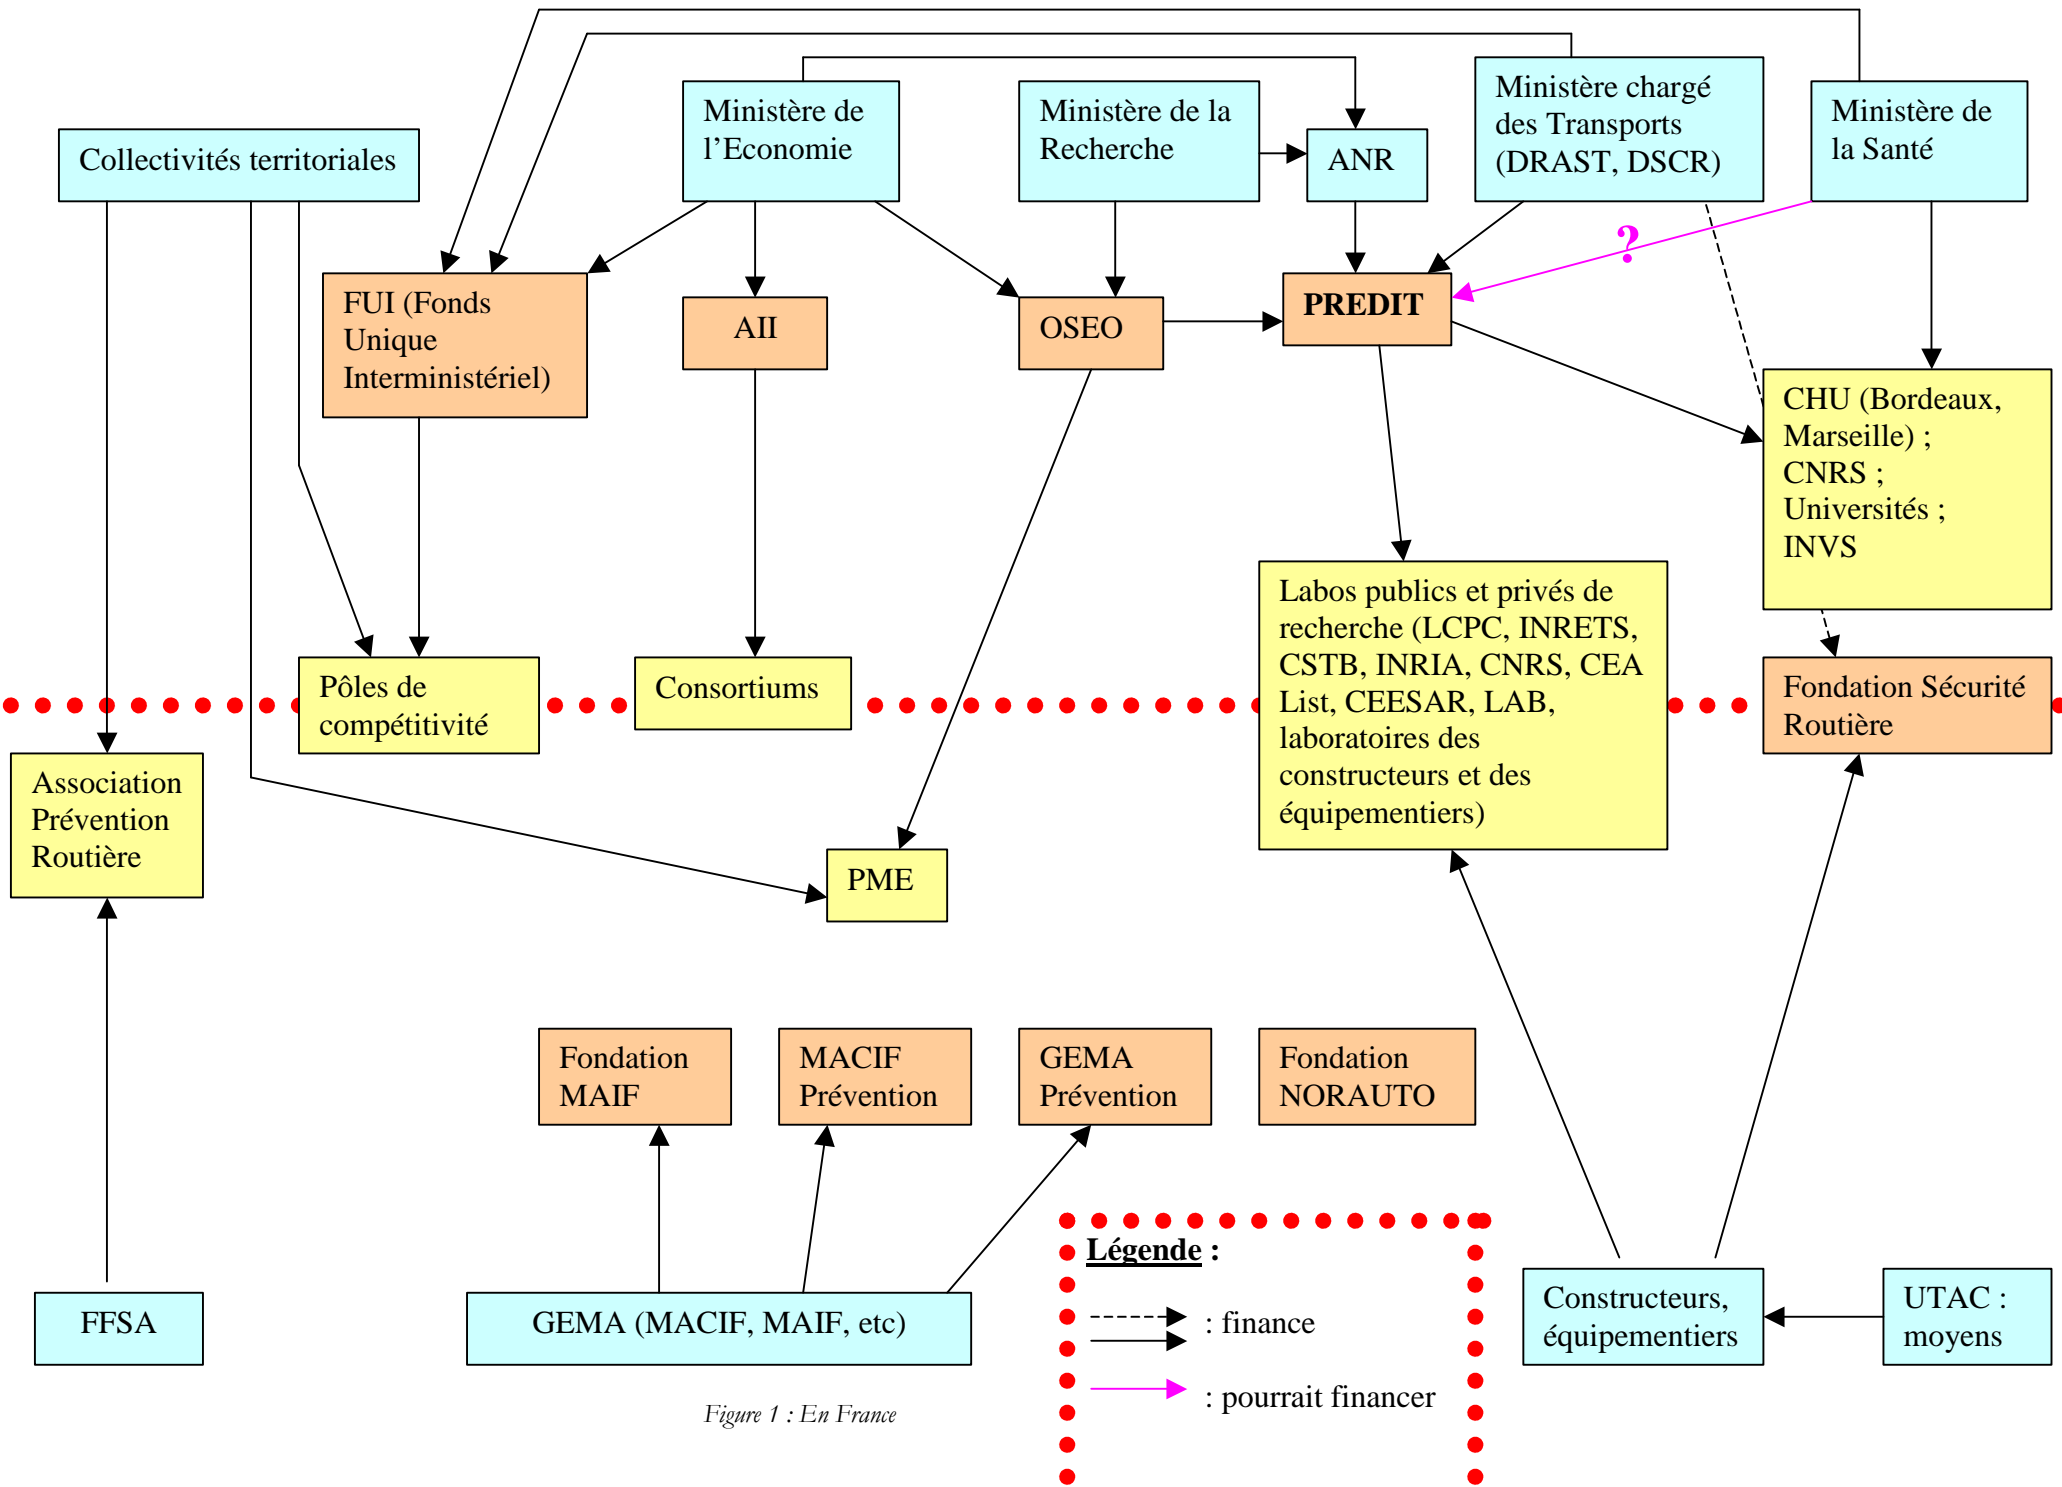 Collectivités territoriales
Ministère de
l’Economie
Ministère de la
Recherche
ANR
Ministère chargé
des Transports
(DRAST, DSCR)
Ministère de
la Santé
?
FUI (Fonds
Unique
Interministériel)
AII
OSEO
PREDIT
CHU (Bordeaux,
Marseille) ;
CNRS ;
Universités ;
INVS
Pôles de
compétitivité
Consortiums
Labos publics et privés de
recherche (LCPC, INRETS,
CSTB, INRIA, CNRS, CEA
List, CEESAR, LAB,
laboratoires des
constructeurs et des
équipementiers)
Fondation Sécurité
Routière
Association
Prévention
Routière
PME
Fondation
MAIF
MACIF
Prévention
GEMA
Prévention
Fondation
NORAUTO
FFSA
GEMA (MACIF, MAIF, etc)
Légende :
: finance
: pourrait financer
Constructeurs,
équipementiers
UTAC :
moyens
Figure 1 : En France